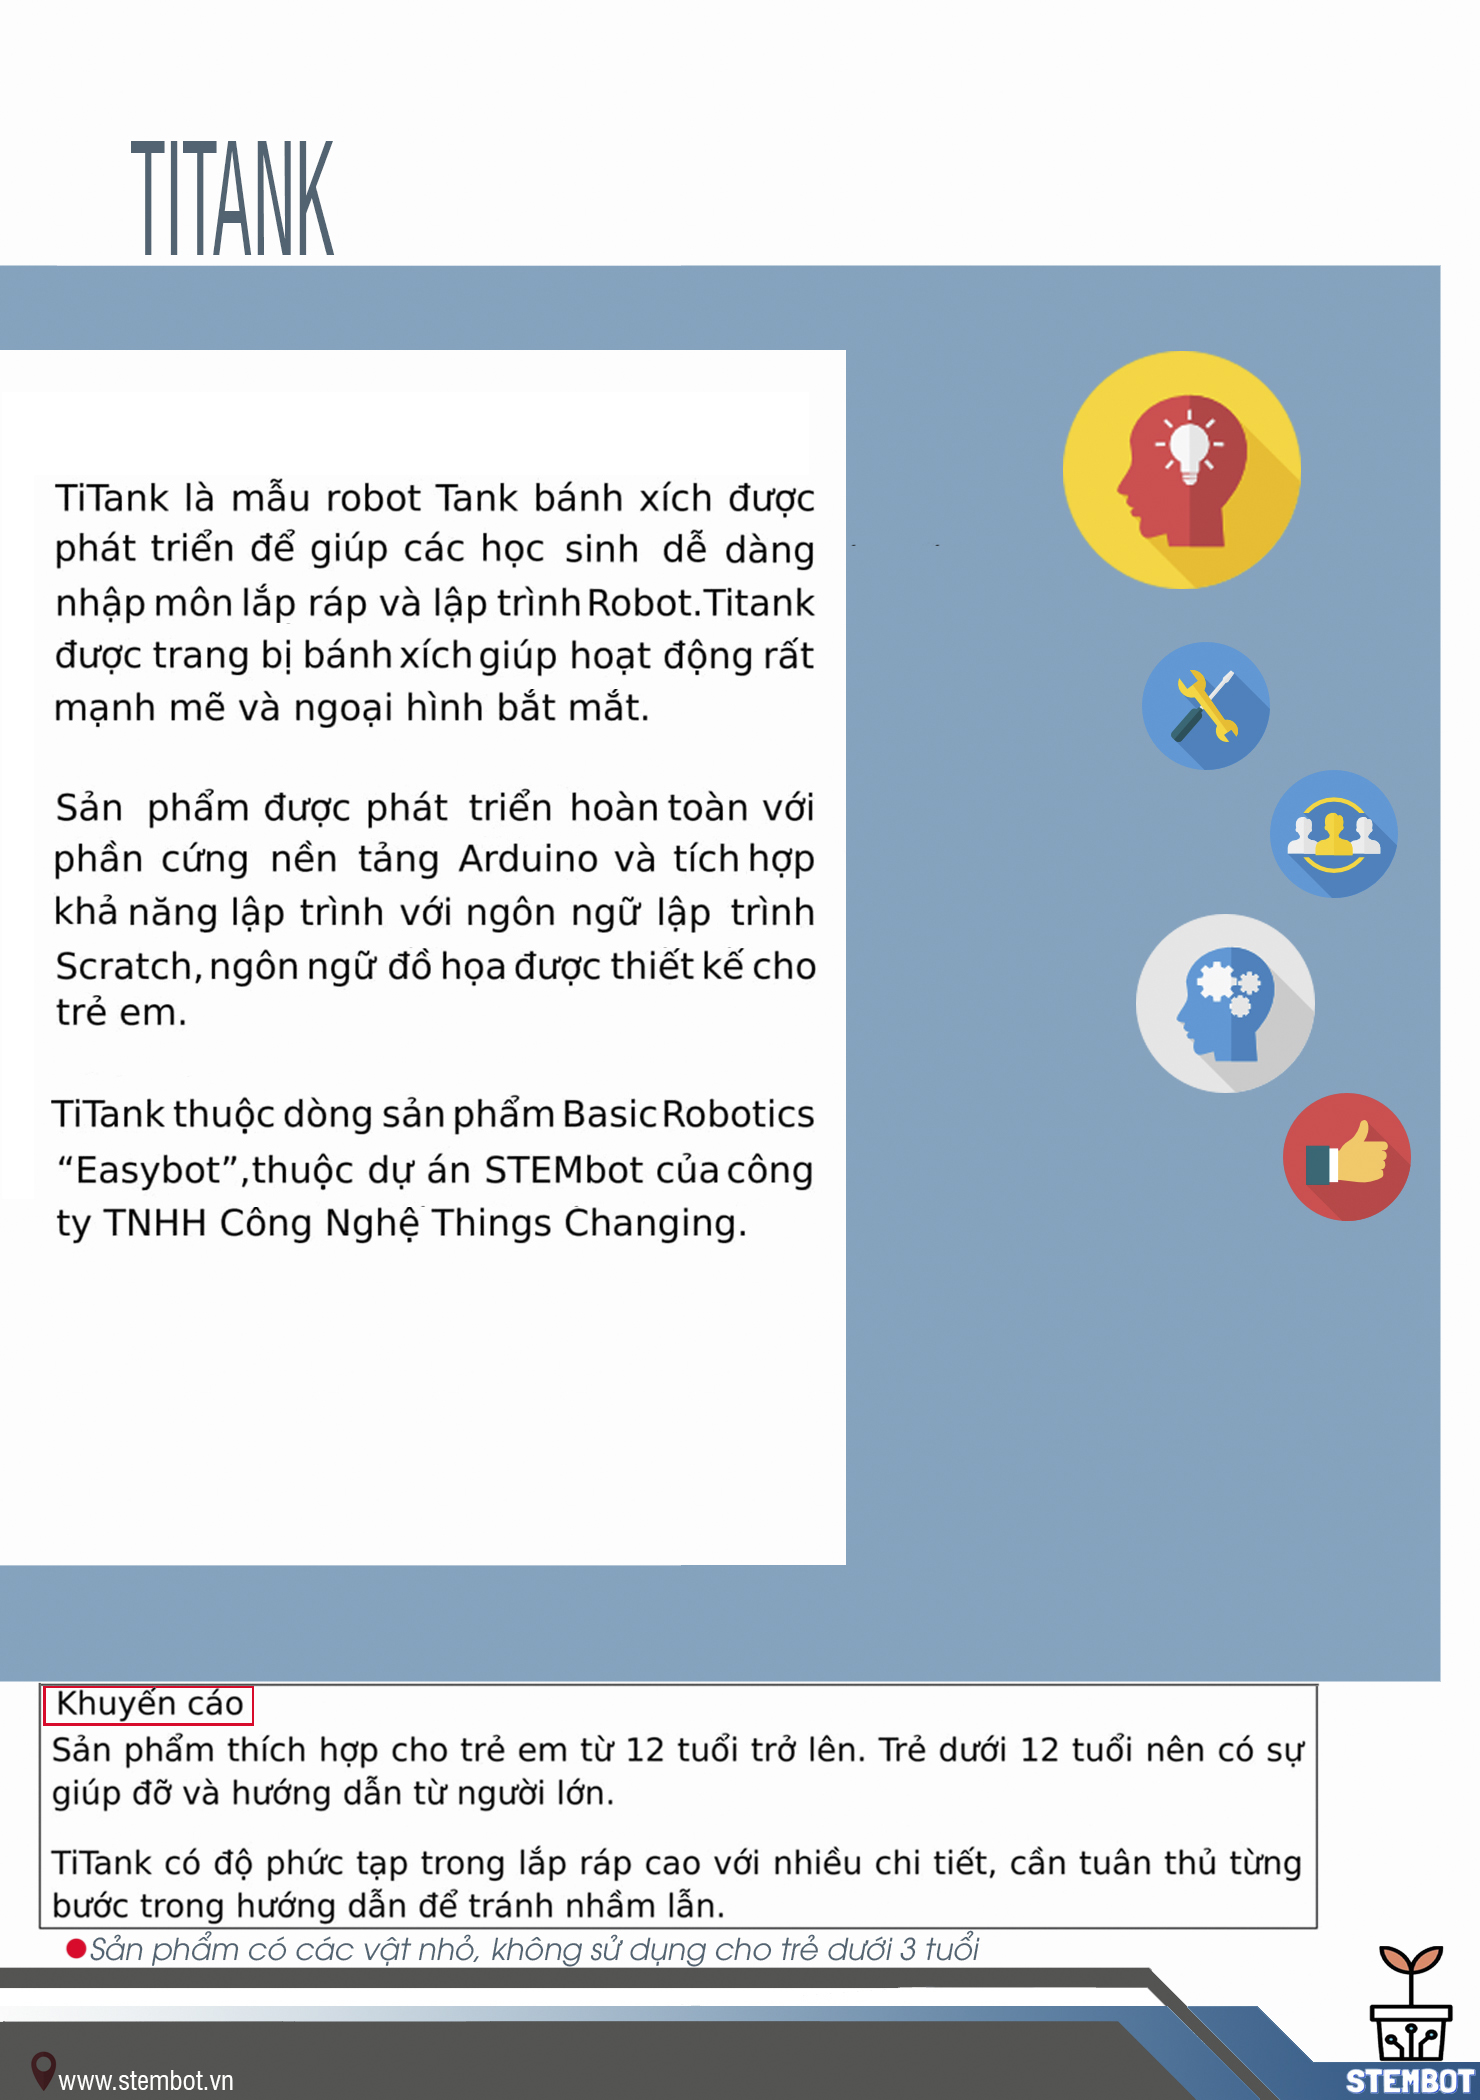 TITANK
TiTank là mẫu robot Tank bánh xích được
phát triển để giúp các học sinh dễ dàng
nhập môn lắp ráp và lập trình Robot.Titank
được trang bị bánh xích giúp hoạt động rất
mạnh mẽ và ngoại hình bắt mắt.
Sản phẩm được phát triển hoàn toàn với
phần cứng nền tảng Arduino và tích hợp
khả năng lập trình với ngôn ngữ lập trình
Scratch, ngôn ngữ đồ họa được thiết kế cho
trẻ em.
TiTank thuộc dòng sản phẩm Basic Robotics
“Easybot”,thuộc dự án STEMbot của công
ty TNHH Công Nghệ Things Changing.
Khuyến cáo
Sản phẩm thích hợp cho trẻ em từ 12 tuổi trở lên. Trẻ dưới 12 tuổi nên có sự
giúp đỡ và hướng dẫn từ người lớn.
TiTank có độ phức tạp trong lắp ráp cao với nhiều chi tiết, cần tuân thủ từng
bước trong hướng dẫn để tránh nhầm lẫn.
Sản phẩm có các vật nhỏ, không sử dụng cho trẻ dưới 3 tuổi
www.stembot.vn
STEMBOT